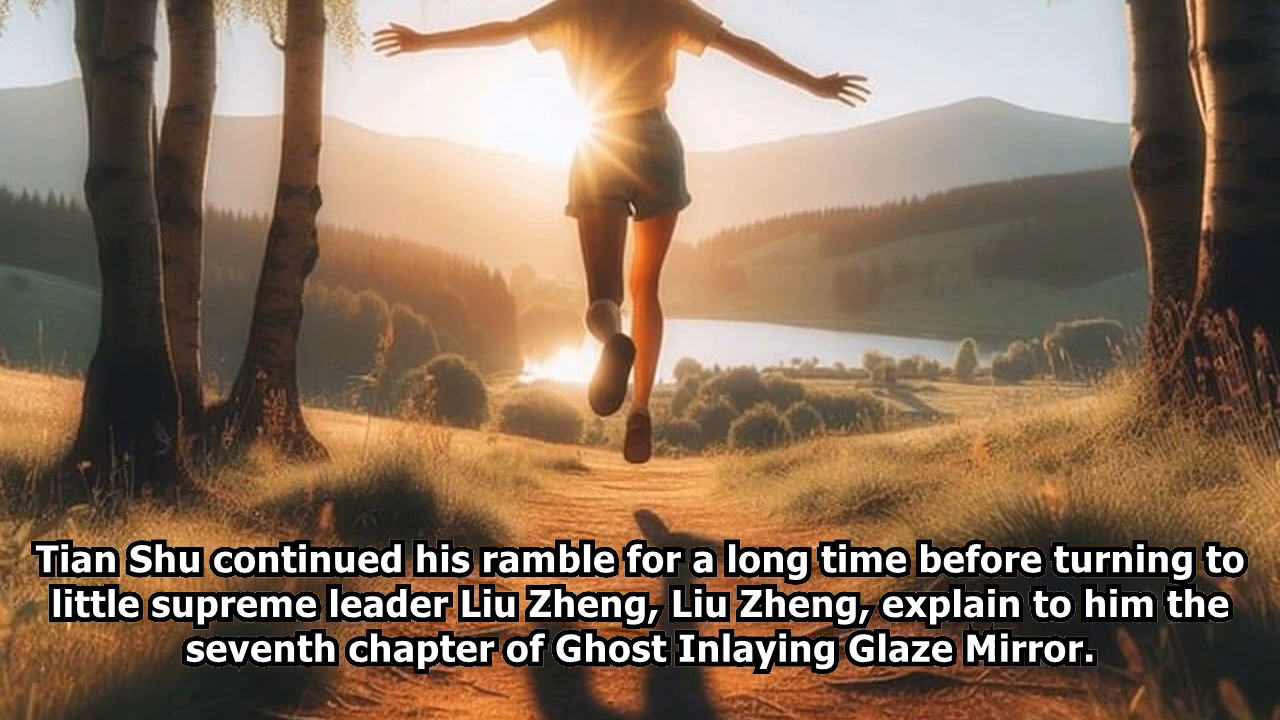 Tian Shu continued his ramble for a long time before turning to
little supreme leader Liu Zheng, Liu Zheng, explain to him the
seventh chapter of Ghost Inlaying Glaze Mirror.